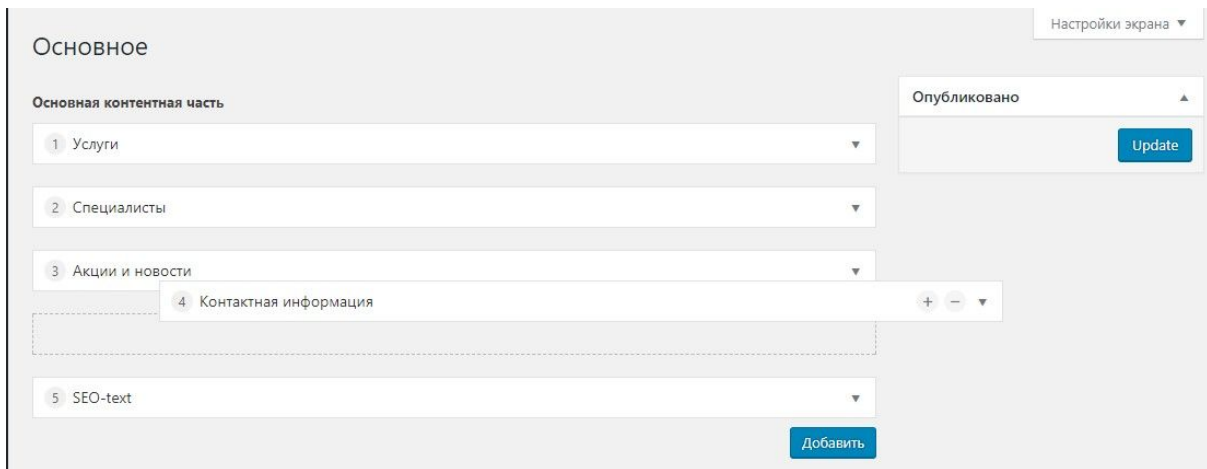 Настройки экрана
Основное
Основная контентная часть
Опубликовано
Update
1 Услуги
2 Специалисты
3 Акции и новости
4 Контактная информация
5 SEO-text
Добавить